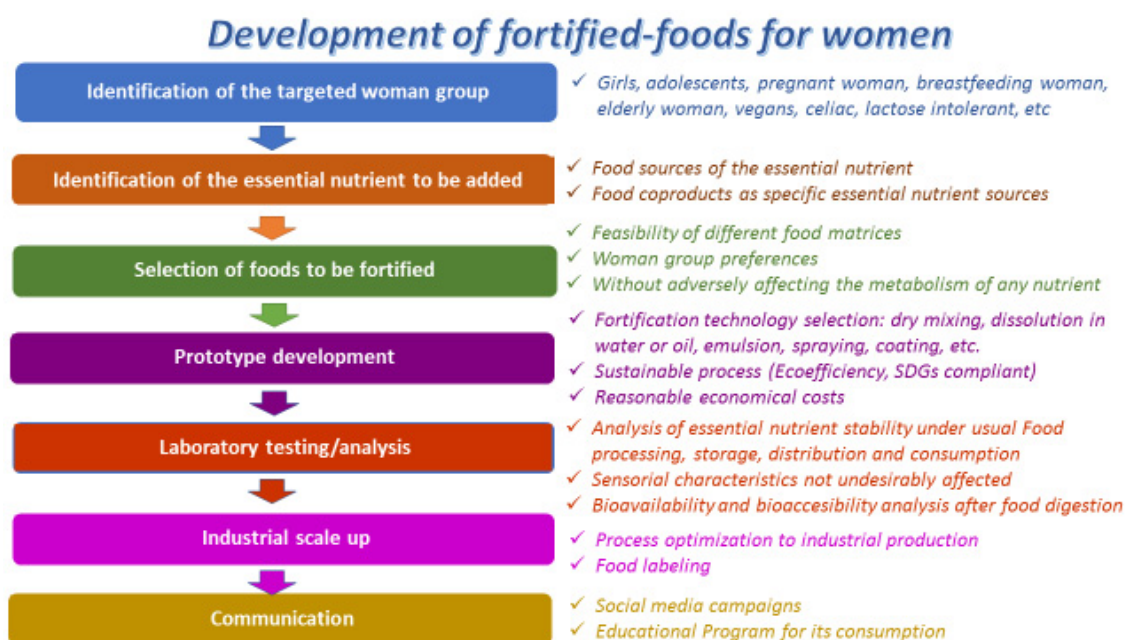 Development of fortified-foods for women
Identification of the targeted woman group
✓ Girls, adolescents, pregnant woman, breastfeeding woman,
elderly woman, vegans, celiac, lactose intolerant, etc
Identification of the essential nutrient to be added
✓ Food sources of the essential nutrient
✓ Food coproducts as specific essential nutrient sources
Selection of foods to be fortified
✓ Feasibility of different food matrices
✓ Woman group preferences
✓ Without adversely affecting the metabolism of any nutrient
Prototype development
✓ Fortification technology selection: dry mixing, dissolution in
water or oil, emulsion, spraying, coating, etc.
✓ Sustainable process (Ecoefficiency, SDGs compliant)
✓ Reasonable economical costs
Laboratory testing/analysis
✓ Analysis of essential nutrient stability under usual Food
processing, storage, distribution and consumption
✓ Sensorial characteristics not undesirably affected
✓ Bioavailability and bioaccesibility analysis after food digestion
Industrial scale up
✓ Process optimization to industrial production
✓ Food labeling
Communication
✓ Social media campaigns
✓ Educational Program for its consumption